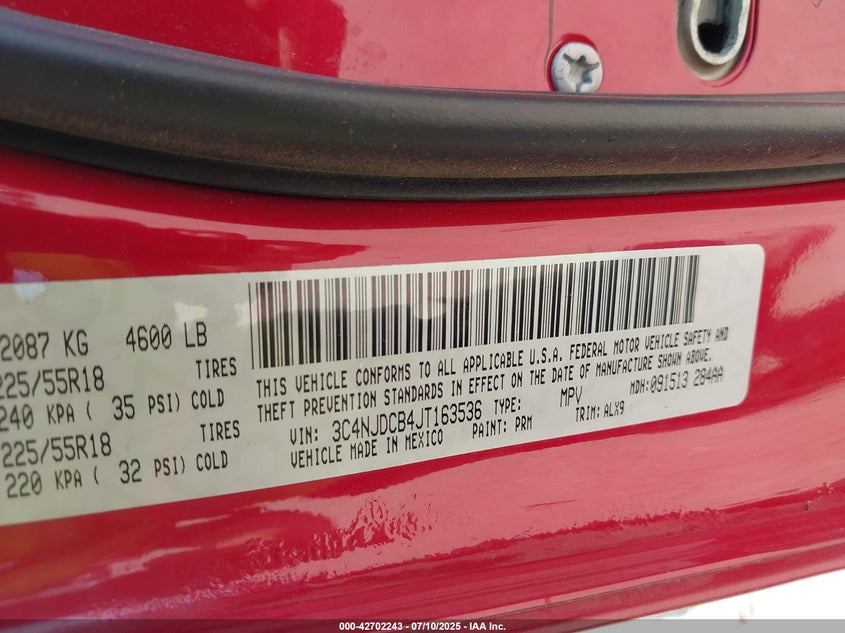 2087 KG 4600 LB
225/55R18 TIRES
240 KPA ( 35 PSI) COLD
225/55R18 TIRES
220 KPA ( 32 PSI) COLD
THIS VEHICLE CONFORMS TO ALL APPLICABLE U.S.A. FEDERAL MOTOR VEHICLE SAFETY AND
THEFT PREVENTION STANDARDS IN EFFECT ON THE DATE OF MANUFACTURE SHOWN ABOVE.
VIN: 3C4NJDCB4JT163536 TYPE: MPV MDH:091513 284AA
VEHICLE MADE IN MEXICO PAINT: PRM TRIM: ALX9
000-42702243 - 07/10/2025 - IAA Inc.